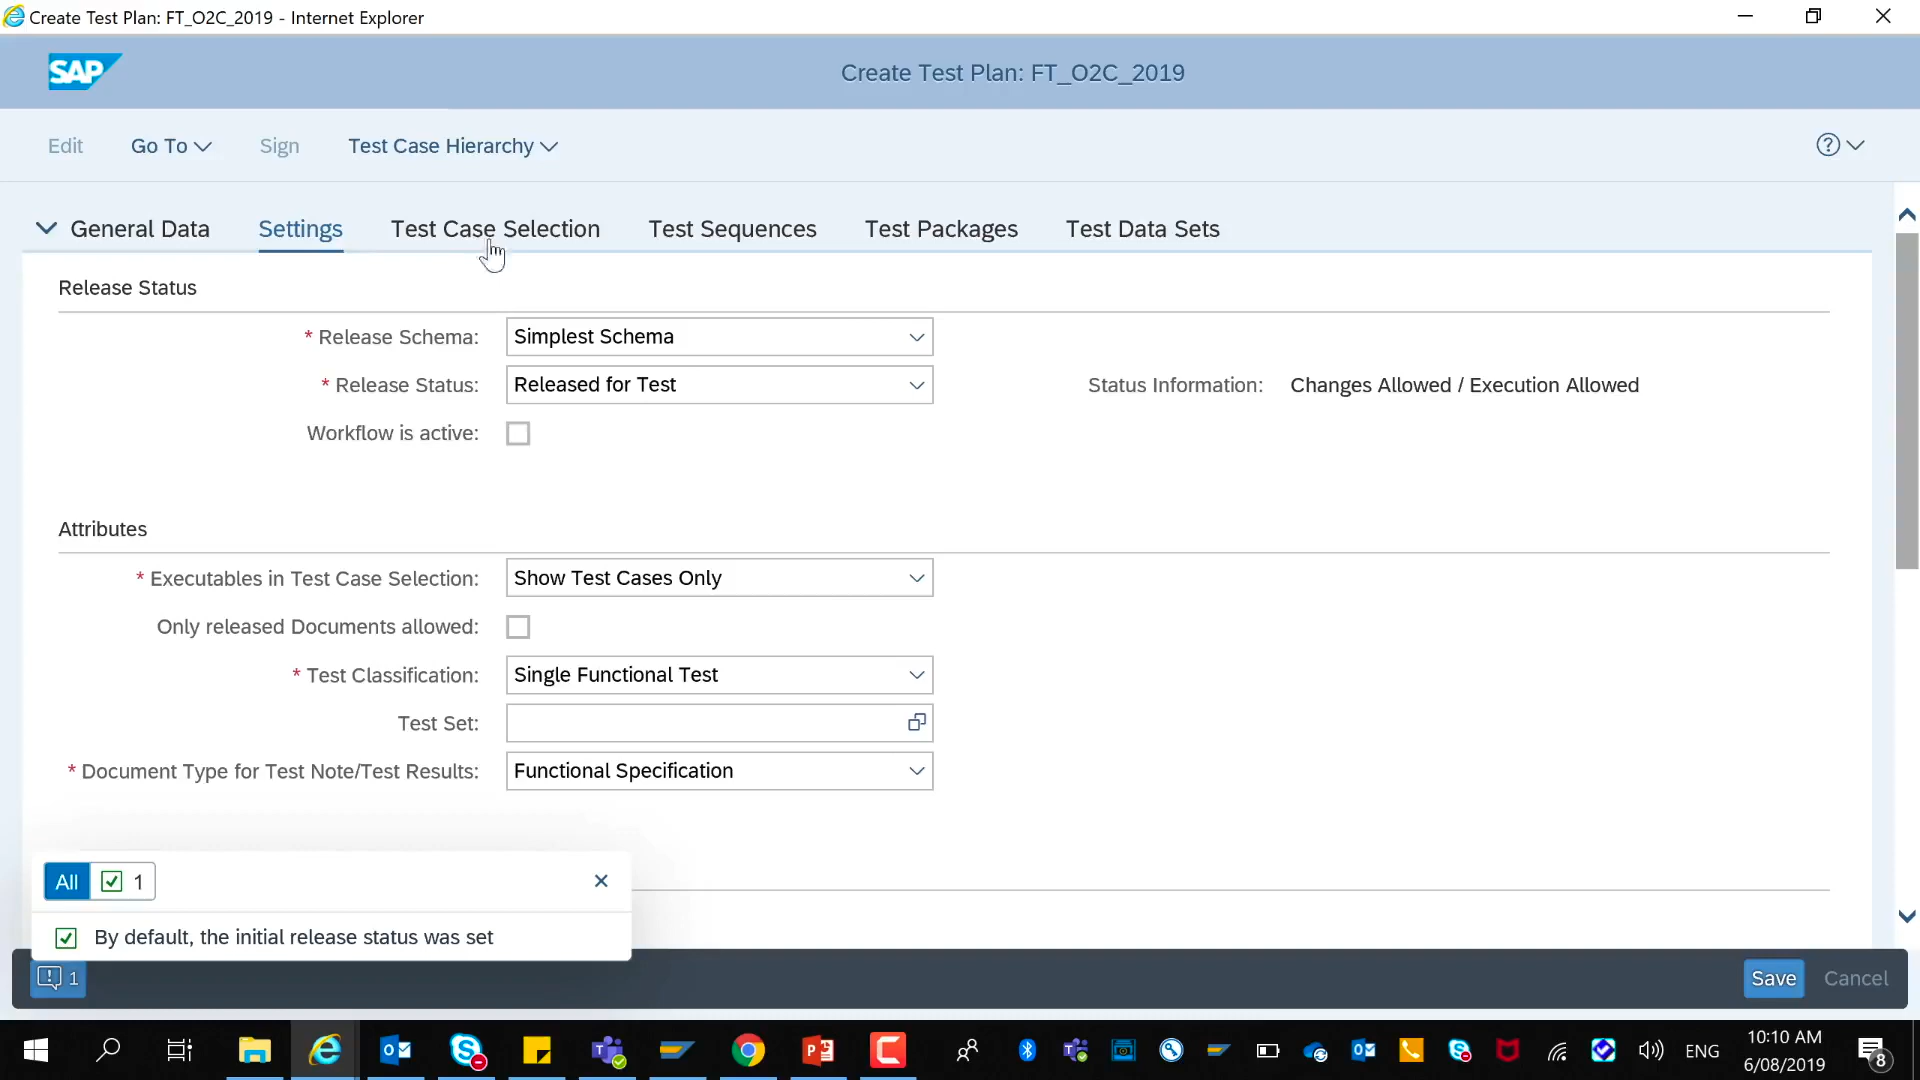 Create Test Plan: FT_O2C_2019 - Internet Explorer
SAP
Create Test Plan: FT_O2C_2019
Edit Go To Sign Test Case Hierarchy ?
General Data Settings Test Case Selection Test Sequences Test Packages Test Data Sets
Release Status
* Release Schema: Simplest Schema
* Release Status: Released for Test Status Information: Changes Allowed / Execution Allowed
Workflow is active:
Attributes
* Executables in Test Case Selection: Show Test Cases Only
Only released Documents allowed:
* Test Classification: Single Functional Test
Test Set:
* Document Type for Test Note/Test Results: Functional Specification
All 1
By default, the initial release status was set
1 Save Cancel
ENG 10:10 AM
6/08/2019 8